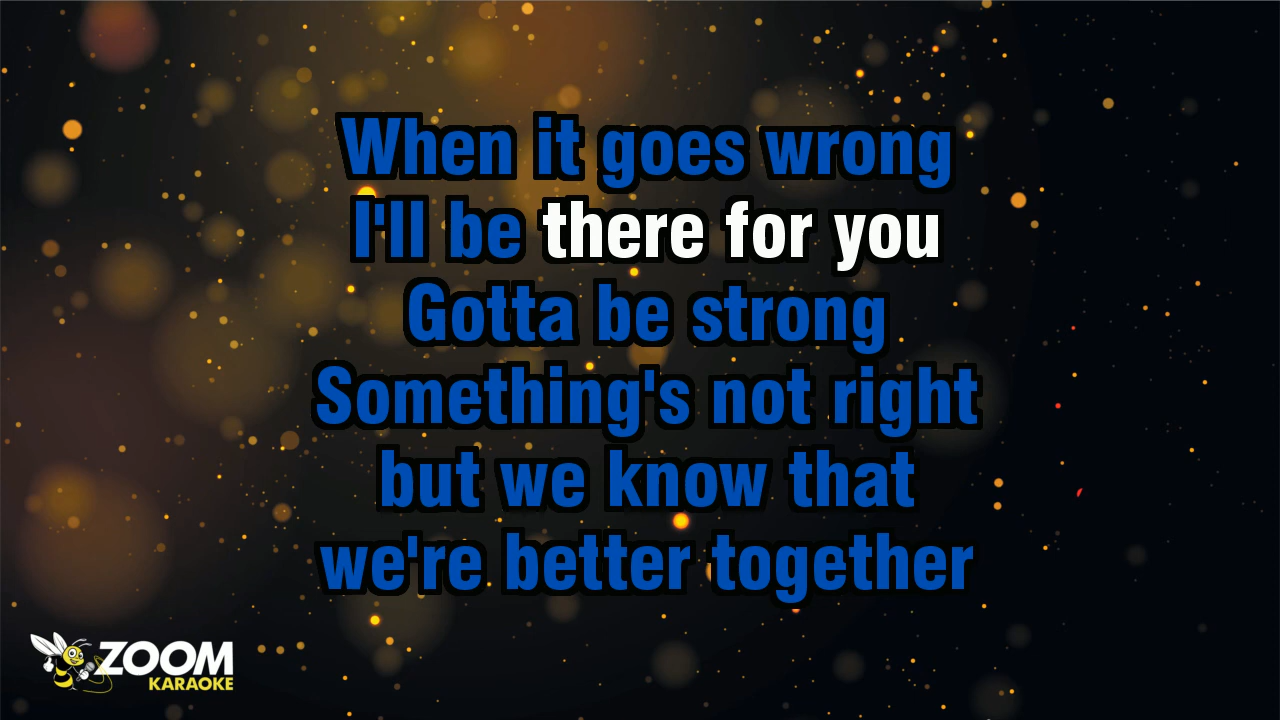 When it goes wrong
I'll be there for you
Gotta be strong
Something's not right
but we know that
we're better together
ZOOM
KARAOKE